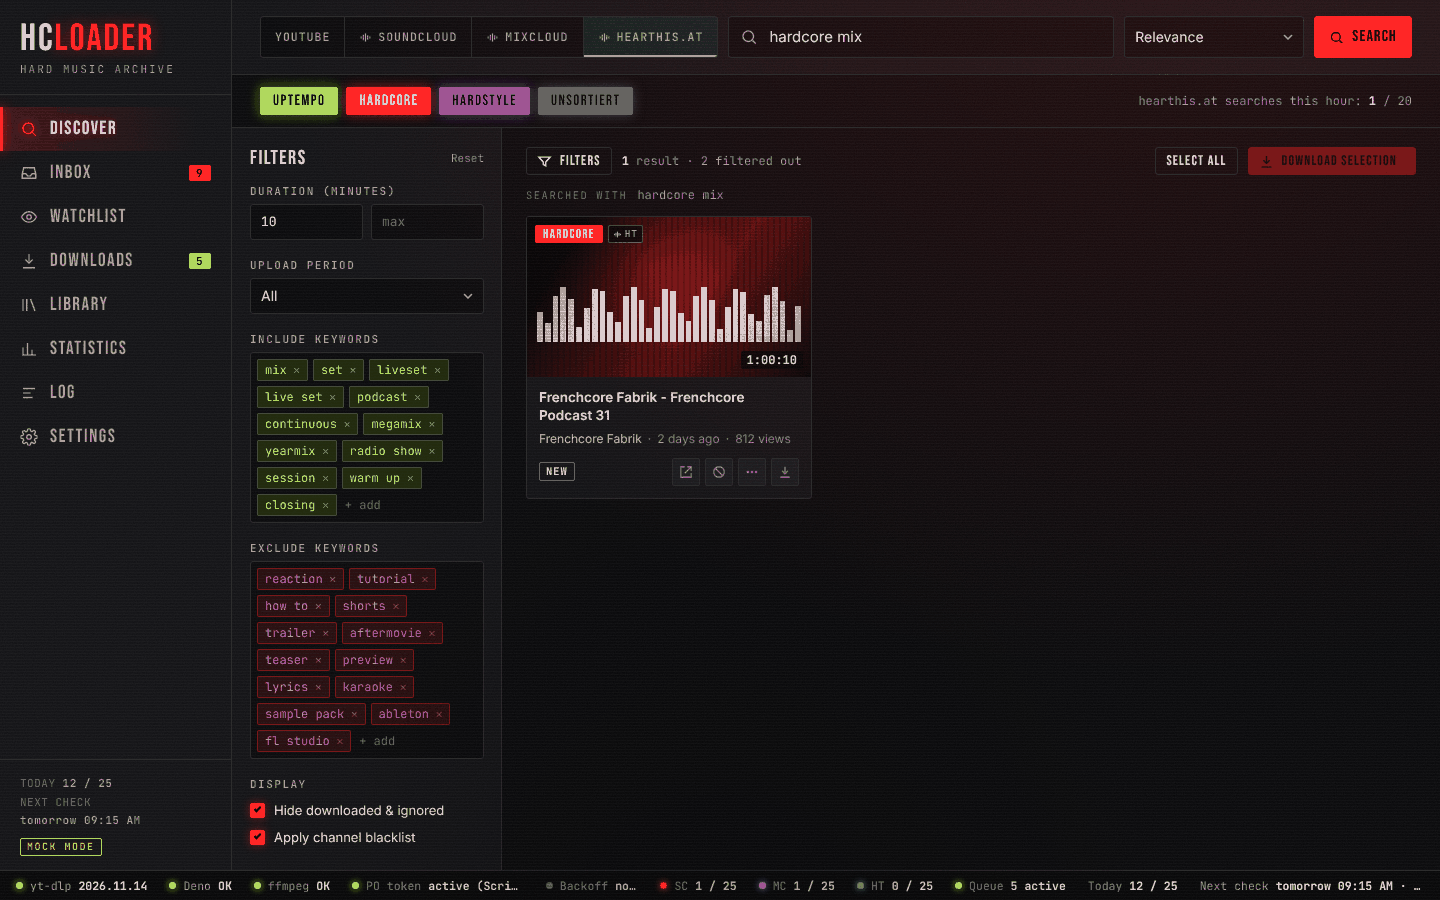 HCLOADER
HARD MUSIC ARCHIVE
DISCOVER
INBOX 9
WATCHLIST
DOWNLOADS 5
LIBRARY
STATISTICS
LOG
SETTINGS
TODAY 12 / 25
NEXT CHECK
tomorrow 09:15 AM
MOCK MODE
YOUTUBE SOUNDCLOUD MIXCLOUD HEARTHIS.AT hardcore mix Relevance SEARCH
UPTEMPO HARDCORE HARDSTYLE UNSORTIERT hearthis.at searches this hour: 1 / 20
FILTERS Reset
DURATION (MINUTES)
10 max
UPLOAD PERIOD
All
INCLUDE KEYWORDS
mix × set × liveset ×
live set × podcast ×
continuous × megamix ×
yearmix × radio show ×
session × warm up ×
closing × + add
EXCLUDE KEYWORDS
reaction × tutorial ×
how to × shorts ×
trailer × aftermovie ×
teaser × preview ×
lyrics × karaoke ×
sample pack × ableton ×
fl studio × + add
DISPLAY
Hide downloaded & ignored
Apply channel blacklist
FILTERS 1 result · 2 filtered out SELECT ALL DOWNLOAD SELECTION
SEARCHED WITH hardcore mix
HARDCORE HT
1:00:10
Frenchcore Fabrik - Frenchcore
Podcast 31
Frenchcore Fabrik · 2 days ago · 812 views
NEW
yt-dlp 2026.11.14 Deno OK ffmpeg OK PO token active (Scri… Backoff no… SC 1 / 25 MC 1 / 25 HT 0 / 25 Queue 5 active Today 12 / 25 Next check tomorrow 09:15 AM · …